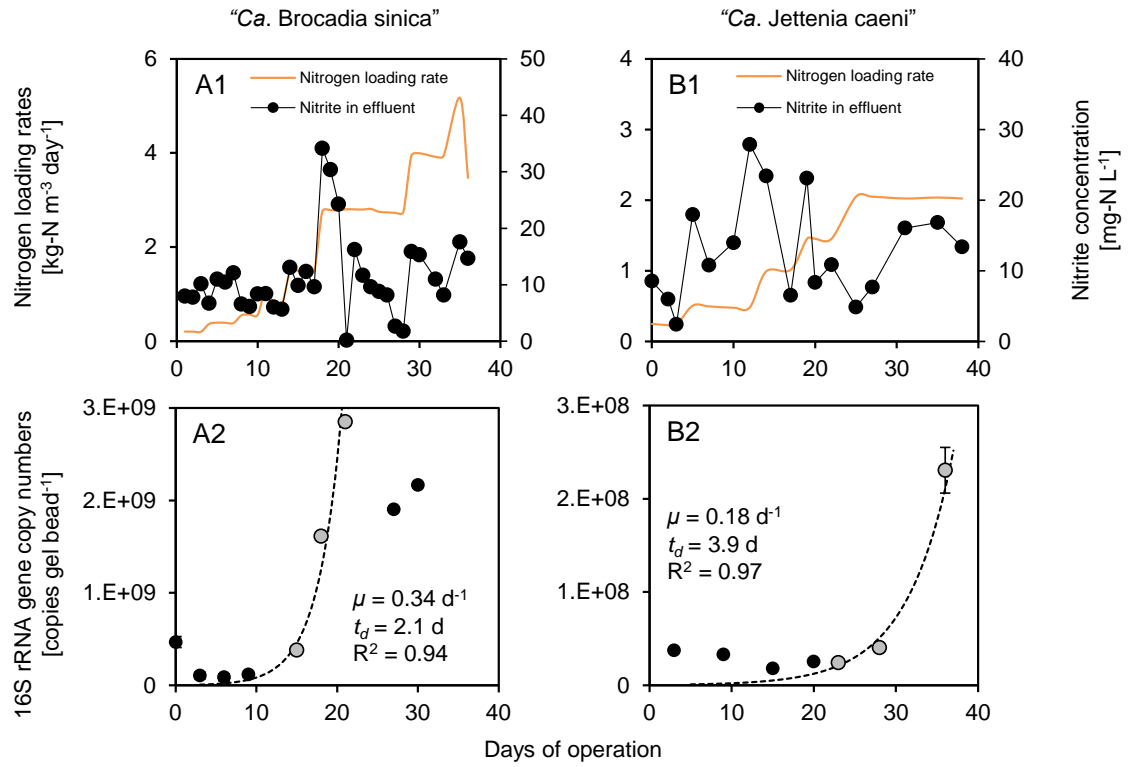 “Ca. Brocadia sinica”
“Ca. Jettenia caeni”
Nitrogen loading rates
[kg-N m-3 day-1]
6
4
2
0
A1
Nitrogen loading rate
Nitrite in effluent
50
40
30
20
10
0
0
10
20
30
40
4
3
2
1
0
B1
Nitrogen loading rate
Nitrite in effluent
40
30
20
10
0
0
10
20
30
40
Nitrite concentration
[mg-N L-1]
16S rRNA gene copy numbers
[copies gel bead-1]
3.E+09
2.E+09
1.E+09
0
A2
μ = 0.34 d-1
td = 2.1 d
R2 = 0.94
0
10
20
30
40
3.E+08
2.E+08
1.E+08
0
B2
μ = 0.18 d-1
td = 3.9 d
R2 = 0.97
0
10
20
30
40
Days of operation